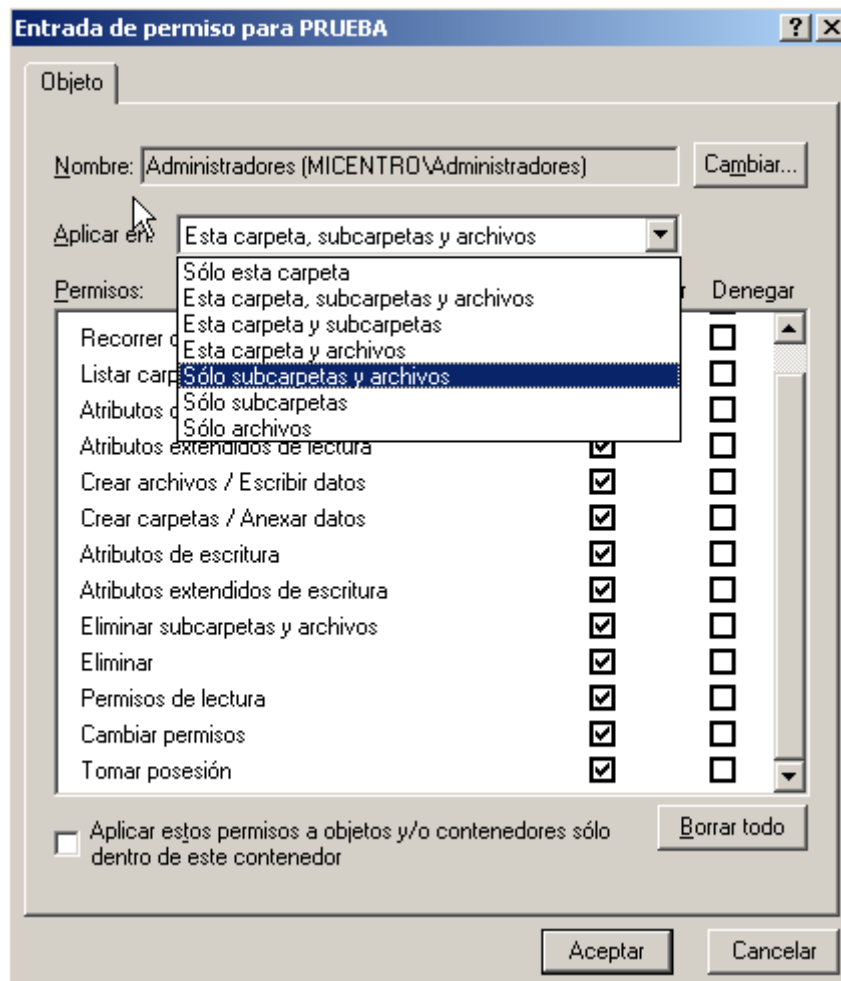 Entrada de permiso para PRUEBA
Objeto
Nombre: Administradores (MICENTRO\Administradores) Cambiar...
Aplicar en: Esta carpeta, subcarpetas y archivos
Sólo esta carpeta
Permisos: Esta carpeta, subcarpetas y archivos Denegar
Esta carpeta y subcarpetas
Recorrer
Esta carpeta y archivos
Listar Sólo subcarpetas y archivos
Sólo subcarpetas
Atributos
Sólo archivos
Atributos extendidos de lectura
Crear archivos / Escribir datos
Crear carpetas / Anexar datos
Atributos de escritura
Atributos extendidos de escritura
Eliminar subcarpetas y archivos
Eliminar
Permisos de lectura
Cambiar permisos
Tomar posesión
Aplicar estos permisos a objetos y/o contenedores sólo
dentro de este contenedor
Borrar todo
Aceptar Cancelar